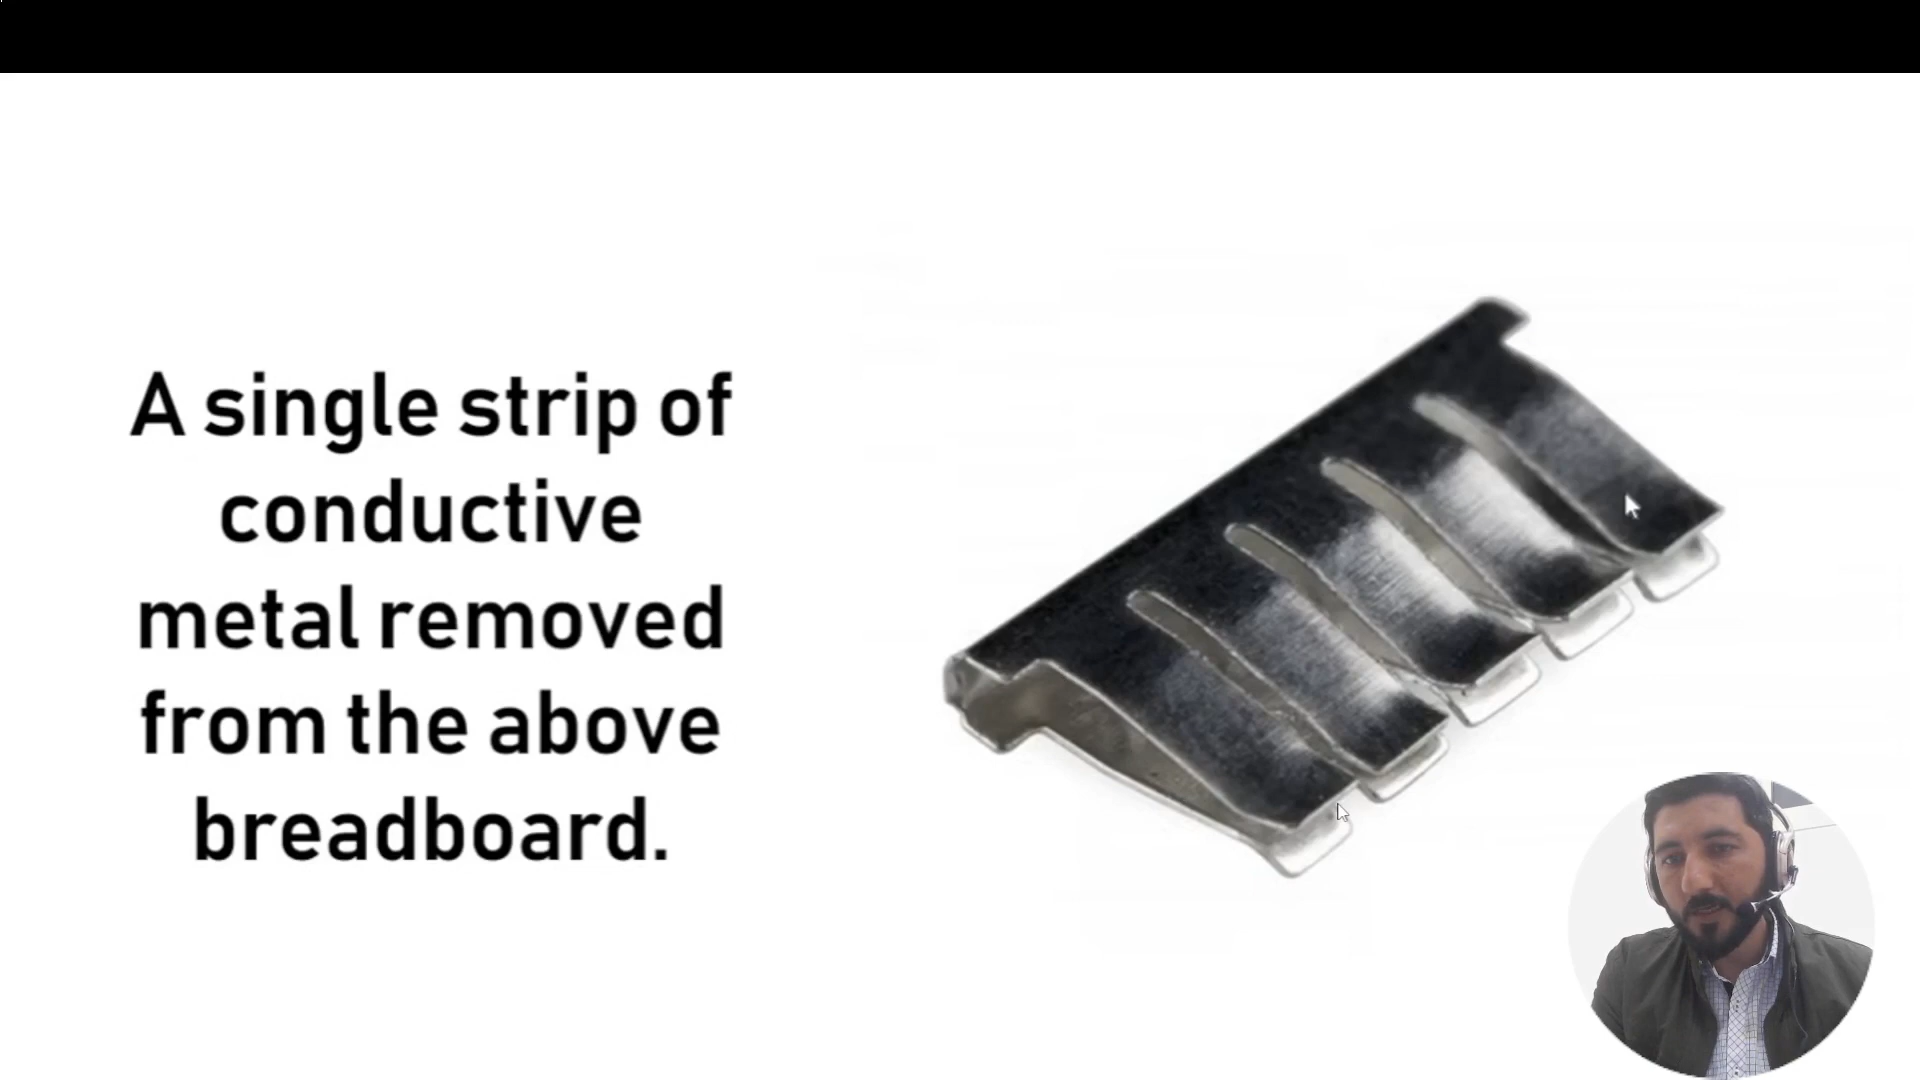 A single strip of
conductive
metal removed
from the above
breadboard.